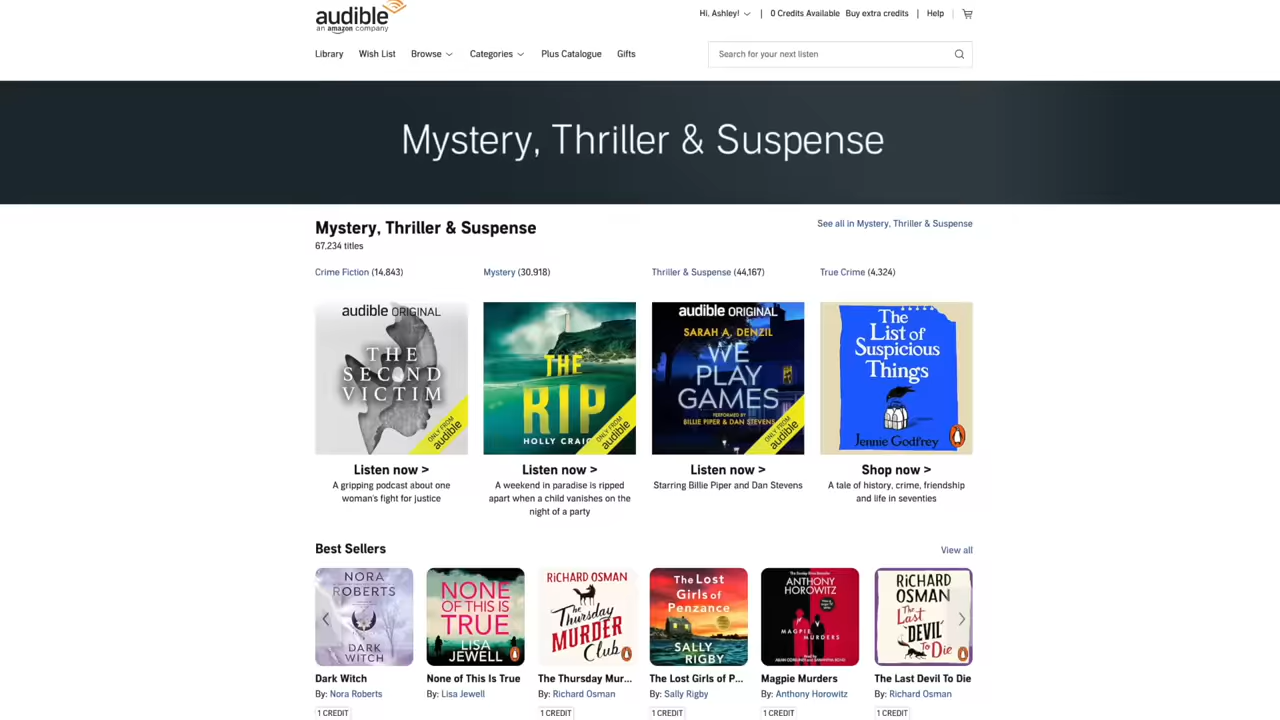 audible
an amazon company
Hi, Ashley! | 0 Credits Available Buy extra credits | Help
Library Wish List Browse Categories Plus Catalogue Gifts
Search for your next listen
Mystery, Thriller & Suspense
Mystery, Thriller & Suspense
See all in Mystery, Thriller & Suspense
67,234 titles
Crime Fiction (14,843)
Mystery (30,918)
Thriller & Suspense (44,167)
True Crime (4,324)
audible ORIGINAL
THE
SECOND
VICTIM
ONLY FROM
audible
THE
RIP
HOLLY
ONLY FROM
audible
audible ORIGINAL
SARAH A. DENZIL
WE
PLAY
GAMES
PERFORMED BY
BILLIE PIPER & DAN STEVENS
ONLY FROM
audible
The
List of
Suspicious
Things
Jennie Godfrey
Listen now >
A gripping podcast about one
woman's fight for justice
Listen now >
A weekend in paradise is ripped
apart when a child vanishes on the
night of a party
Listen now >
Starring Billie Piper and Dan Stevens
Shop now >
A tale of history, crime, friendship
and life in seventies
Best Sellers
View all
NORA
ROBERTS
DARK
WITCH
NONE
OF THIS IS
TRUE
LISA
JEWELL
RICHARD OSMAN
The
Thursday
MURDER
Club
The Lost
Girls of
Penzance
SALLY
RIGBY
ANTHONY
HOROWITZ
MAGPIE
MURDERS
RICHARD
OSMAN
The
Last
DEVIL
To Die
Dark Witch
By: Nora Roberts
1 CREDIT
None of This Is True
By: Lisa Jewell
The Thursday Mur...
By: Richard Osman
1 CREDIT
The Lost Girls of P...
By: Sally Rigby
1 CREDIT
Magpie Murders
By: Anthony Horowitz
1 CREDIT
The Last Devil To Die
By: Richard Osman
1 CREDIT